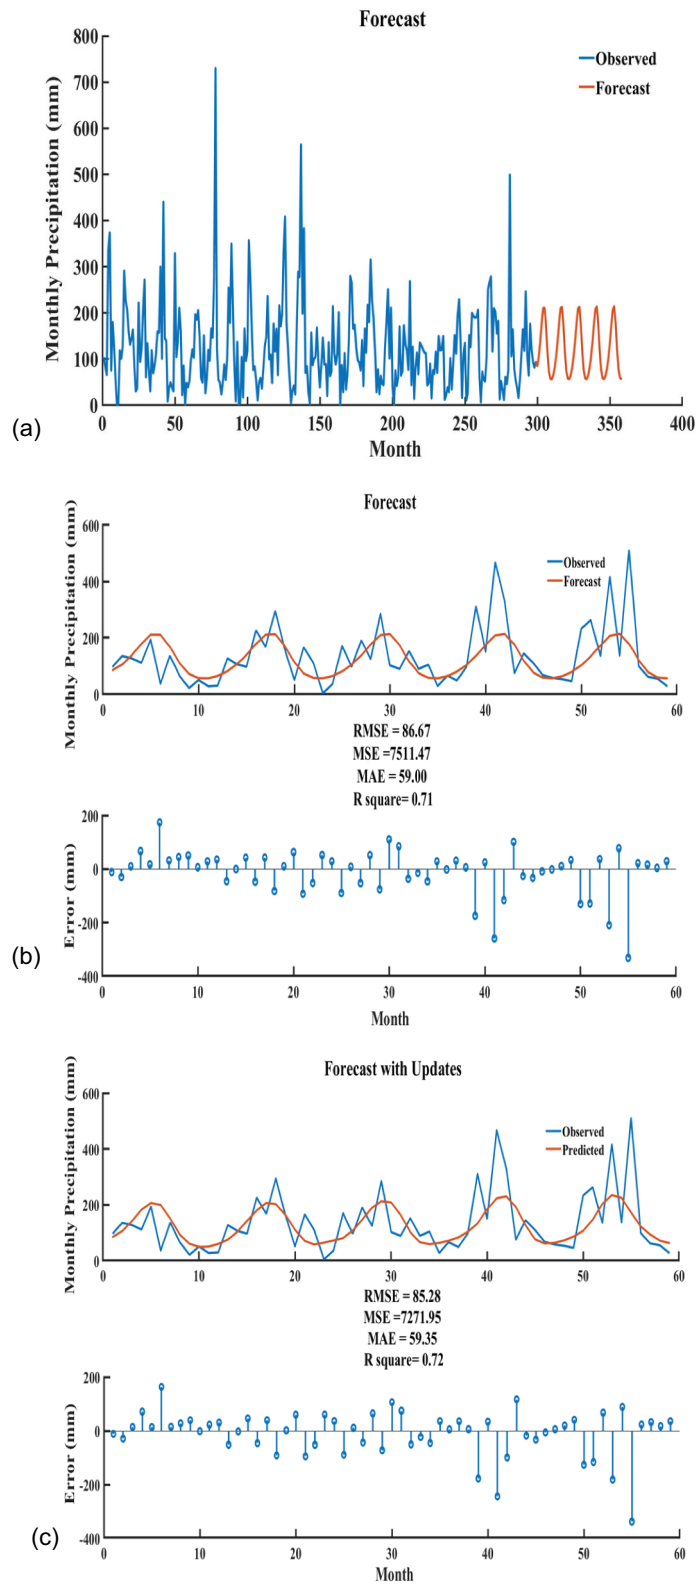 Forecast
Monthly Precipitation (mm)
800
700
600
500
400
300
200
100
0
Observed
Forecast
0 50 100 150 200 250 300 350 400
Month
(a)
Forecast
Monthly Precipitation (mm)
600
400
200
0
Observed
Forecast
0 10 20 30 40 50 60
RMSE = 86.67
MSE =7511.47
MAE = 59.00
R square= 0.71
Error (mm)
200
0
-200
-400
0 10 20 30 40 50 60
Month
(b)
Forecast with Updates
Monthly Precipitation (mm)
600
400
200
0
Observed
Predicted
0 10 20 30 40 50 60
RMSE = 85.28
MSE =7271.95
MAE = 59.35
R square= 0.72
Error (mm)
200
0
-200
-400
0 10 20 30 40 50 60
Month
(c)